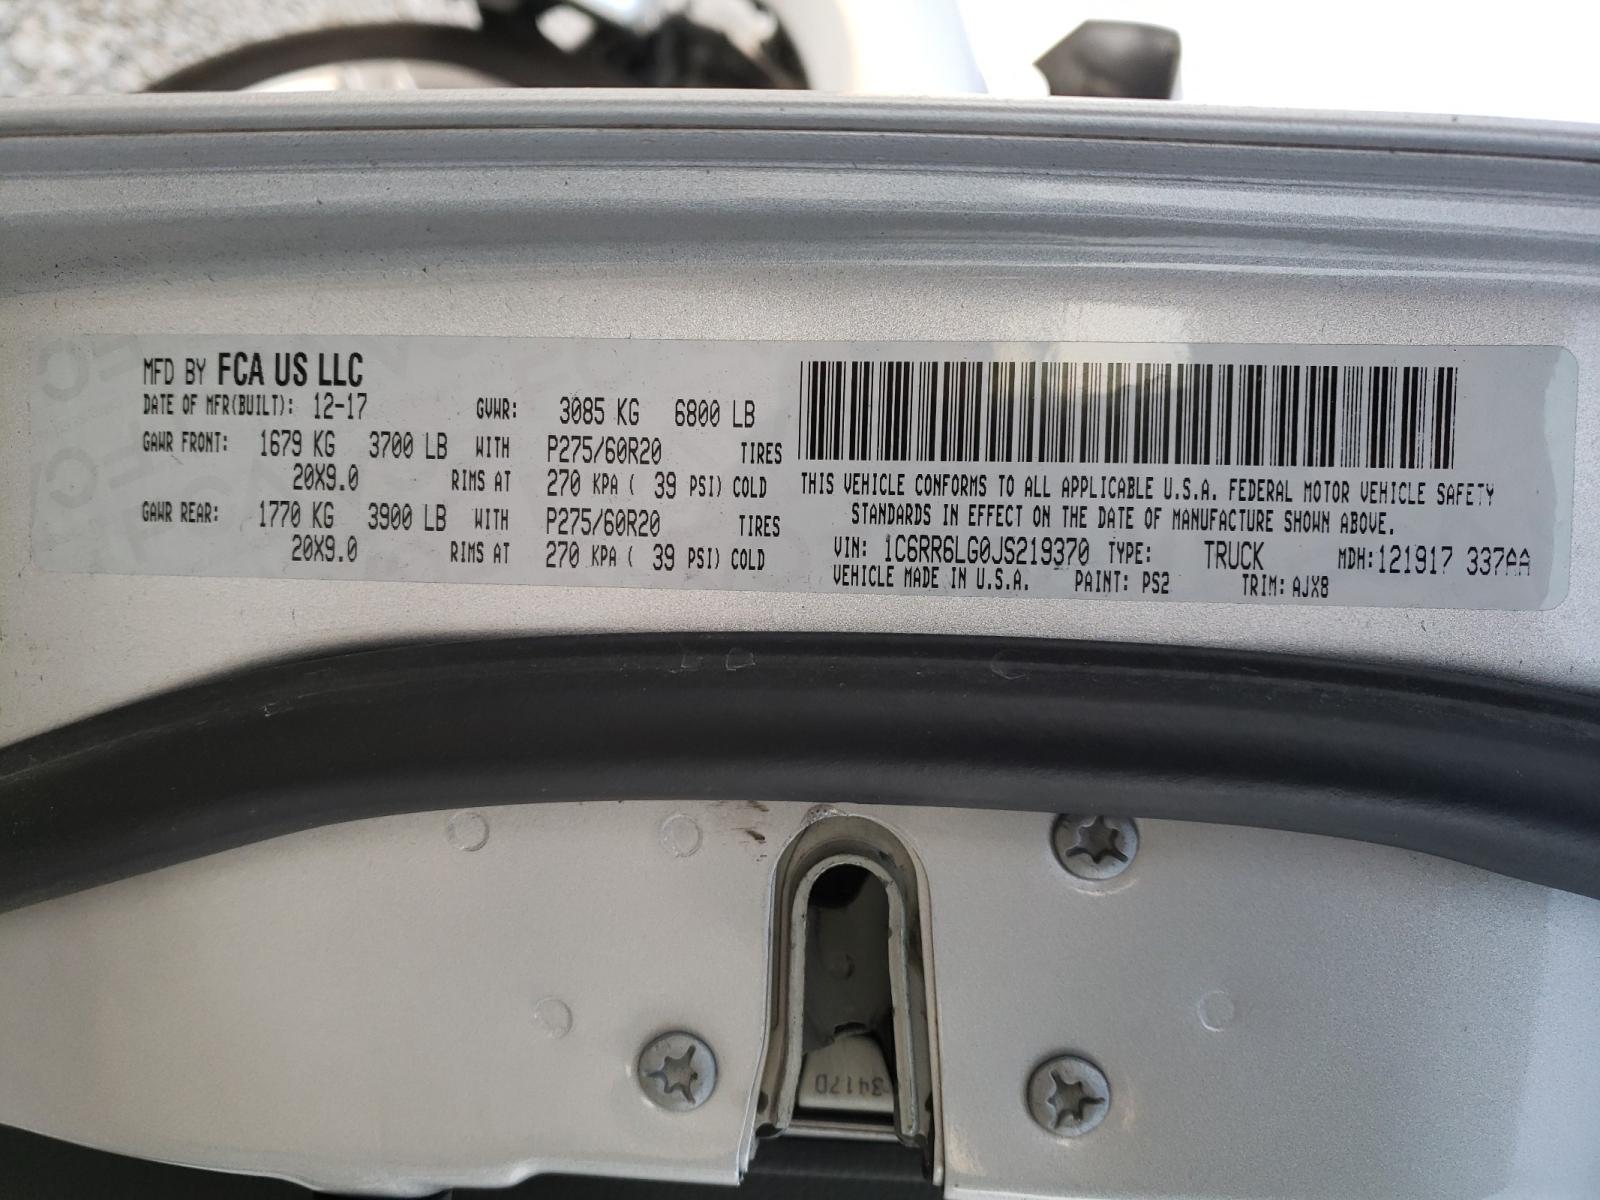 MFD BY FCA US LLC
DATE OF MFR(BUILT): 12-17 GVWR: 3085 KG 6800 LB
GAWR FRONT: 1679 KG 3700 LB WITH P275/60R20 TIRES
20X9.0 RIMS AT 270 KPA ( 39 PSI) COLD
GAWR REAR: 1770 KG 3900 LB WITH P275/60R20 TIRES
20X9.0 RIMS AT 270 KPA ( 39 PSI) COLD
THIS VEHICLE CONFORMS TO ALL APPLICABLE U.S.A. FEDERAL MOTOR VEHICLE SAFETY
STANDARDS IN EFFECT ON THE DATE OF MANUFACTURE SHOWN ABOVE.
VIN: 1C6RR6LG0JS219370 TYPE: TRUCK MDH:121917 337AA
VEHICLE MADE IN U.S.A. PAINT: PS2 TRIM: AJX8